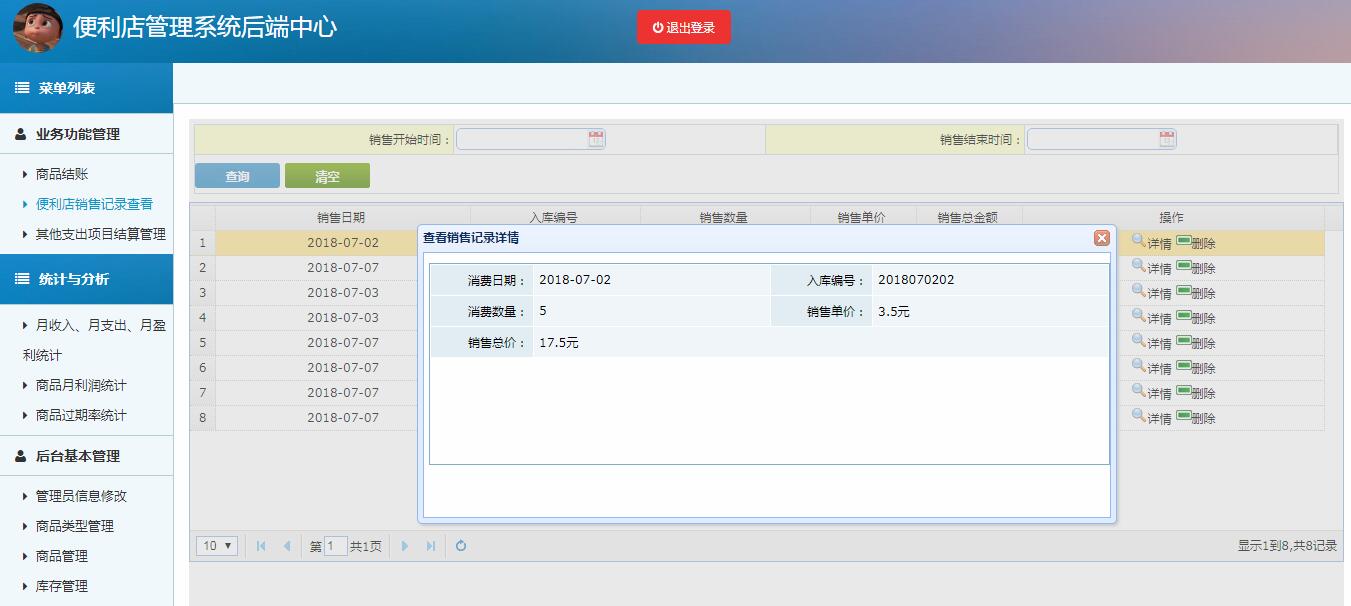 便利店管理系统后端中心
退出登录
菜单列表
业务功能管理
商品结账
便利店销售记录查看
其他支出项目结算管理
统计与分析
月收入、月支出、月盈
利统计
商品月利润统计
商品过期率统计
后台基本管理
管理员信息修改
商品类型管理
商品管理
库存管理
销售开始时间： 销售结束时间：
查询 清空
销售日期 入库编号 销售数量 销售单价 销售总金额 操作
1 2018-07-02 详情 删除
2 2018-07-07 详情 删除
3 2018-07-03 详情 删除
4 2018-07-03 详情 删除
5 2018-07-07 详情 删除
6 2018-07-07 详情 删除
7 2018-07-07 详情 删除
8 2018-07-07 详情 删除
查看销售记录详情
消费日期： 2018-07-02 入库编号： 2018070202
消费数量： 5 销售单价： 3.5元
销售总价： 17.5元
10 第 1 共1页 显示1到8,共8记录